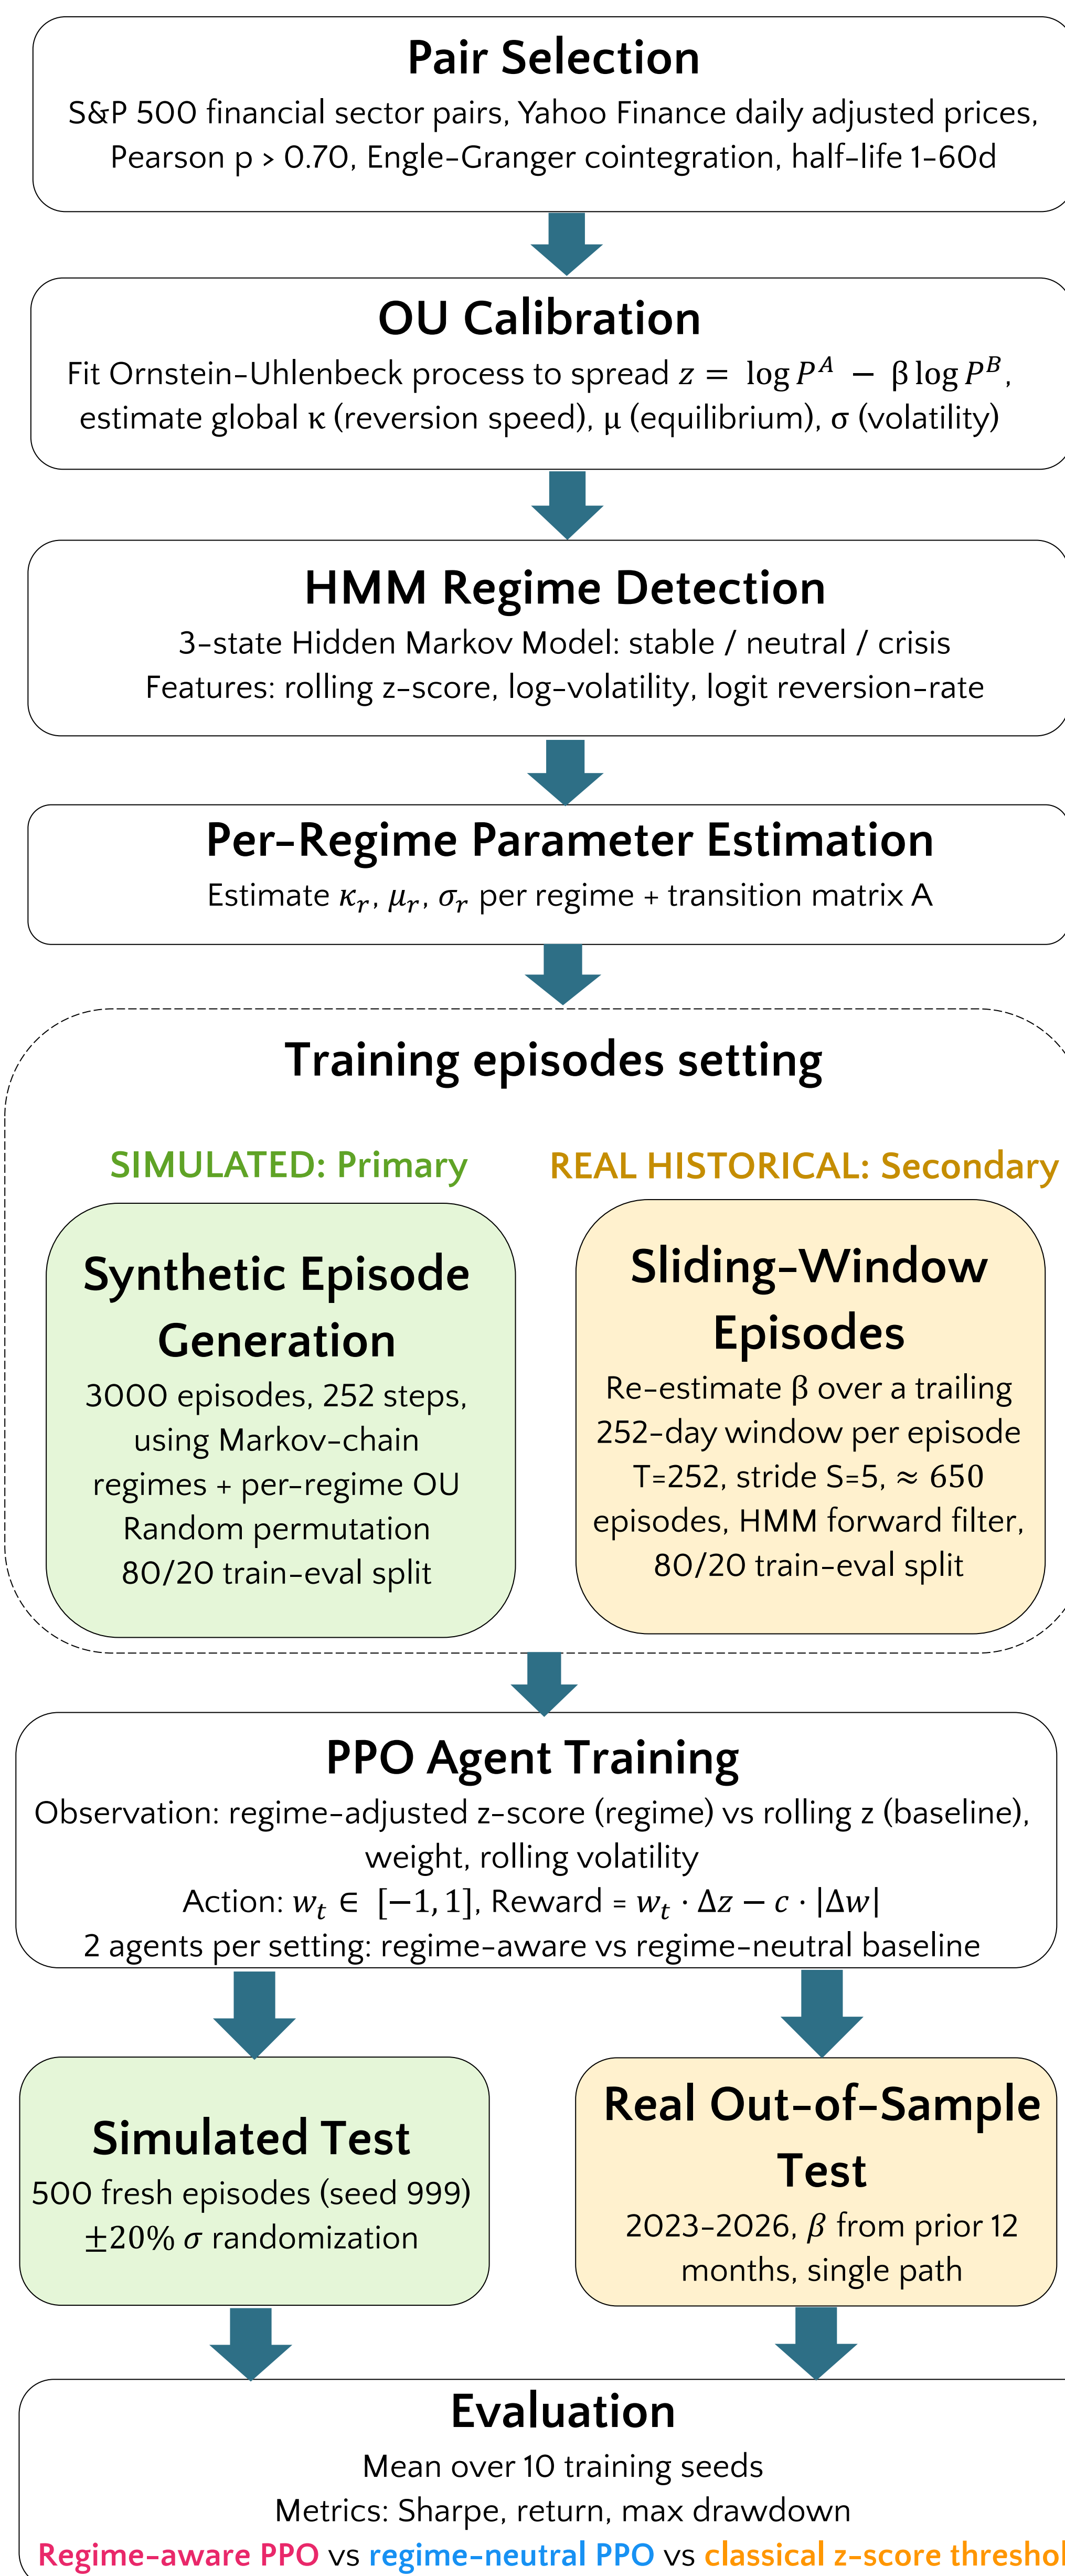 Pair Selection
S&P 500 financial sector pairs, Yahoo Finance daily adjusted prices,
Pearson p > 0.70, Engle-Granger cointegration, half-life 1-60d
OU Calibration
Fit Ornstein-Uhlenbeck process to spread z = log P^A − β log P^B,
estimate global κ (reversion speed), μ (equilibrium), σ (volatility)
HMM Regime Detection
3-state Hidden Markov Model: stable / neutral / crisis
Features: rolling z-score, log-volatility, logit reversion-rate
Per-Regime Parameter Estimation
Estimate κ_r, μ_r, σ_r per regime + transition matrix A
Training episodes setting
SIMULATED: Primary
Synthetic Episode
Generation
3000 episodes, 252 steps,
using Markov-chain
regimes + per-regime OU
Random permutation
80/20 train-eval split
REAL HISTORICAL: Secondary
Sliding-Window
Episodes
Re-estimate β over a trailing
252-day window per episode
T=252, stride S=5, ≈ 650
episodes, HMM forward filter,
80/20 train-eval split
PPO Agent Training
Observation: regime-adjusted z-score (regime) vs rolling z (baseline),
weight, rolling volatility
Action: w_t ∈ [−1, 1], Reward = w_t · Δz − c · |Δw|
2 agents per setting: regime-aware vs regime-neutral baseline
Simulated Test
500 fresh episodes (seed 999)
±20% σ randomization
Real Out-of-Sample
Test
2023-2026, β from prior 12
months, single path
Evaluation
Mean over 10 training seeds
Metrics: Sharpe, return, max drawdown
Regime-aware PPO vs regime-neutral PPO vs classical z-score threshol